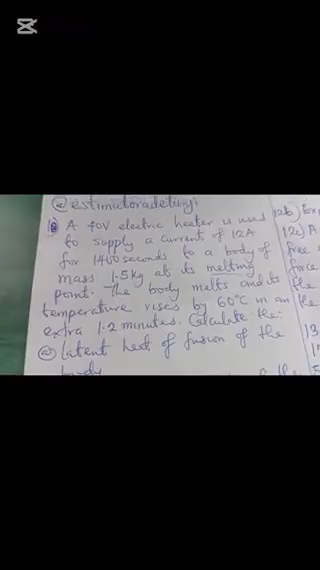 @estunutoradetunji
A 40V electric heater is used
to supply a current of 12A
for 1400 seconds to a body of
mass 1.5kg at its melting
point. The body melts and its
temperature rises by 60°C in an
extra 1.2 minutes. Calculate the:
(a) Latent heat of fusion of the
body
12b)
12c) A
free
force
the
the
13